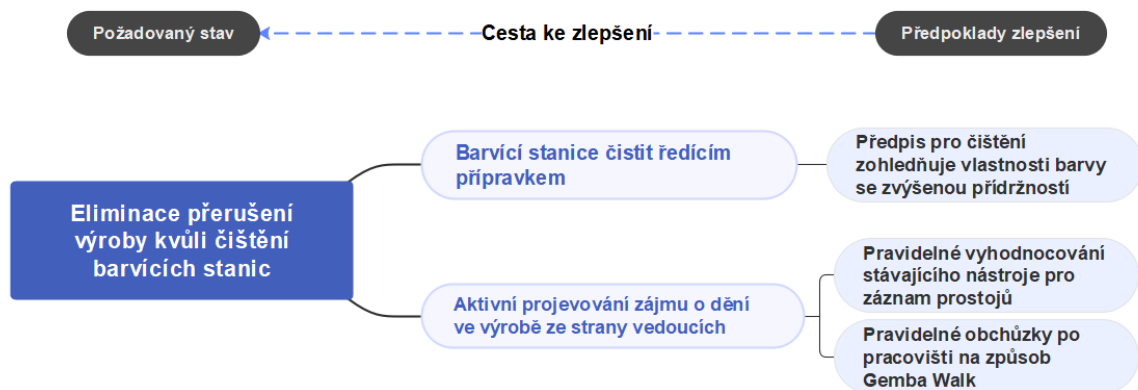 Požadovaný stav
Cesta ke zlepšení
Předpoklady zlepšení
Eliminace přerušení
výroby kvůli čištění
barvících stanic
Barvící stanice čistit ředícím
přípravkem
Předpis pro čištění
zohledňuje vlastnosti barvy
se zvýšenou přídržností
Aktivní projevování zájmu o dění
ve výrobě ze strany vedoucích
Pravidelné vyhodnocování
stávajícího nástroje pro
záznam prostojů
Pravidelné obchůzky po
pracovišti na způsob
Gemba Walk